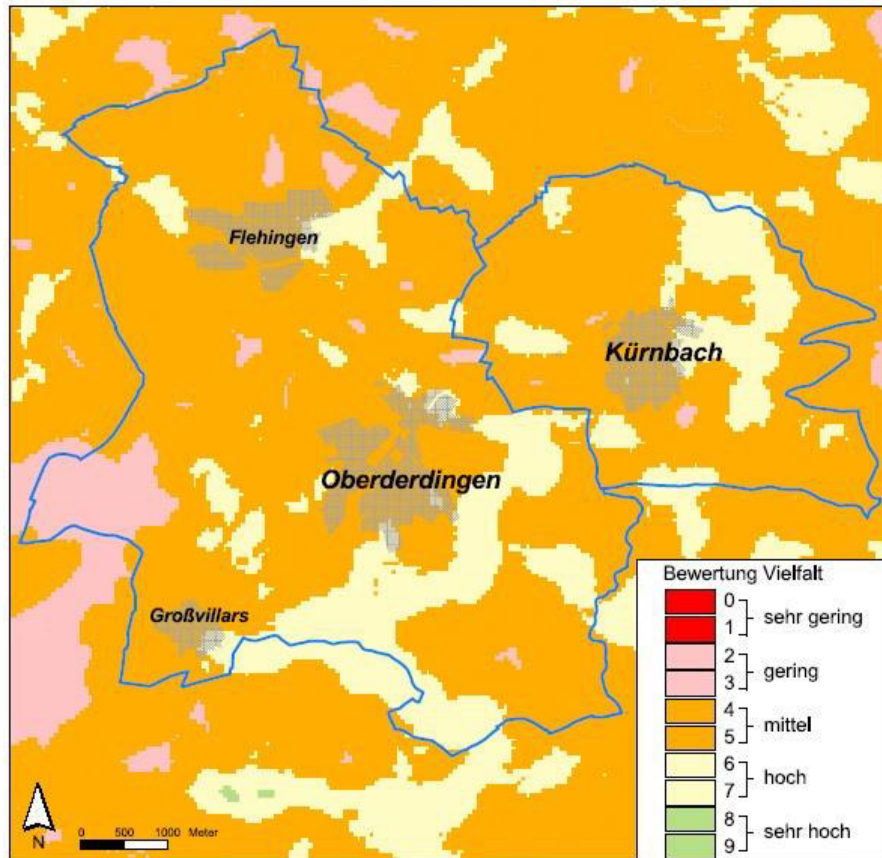 Flehingen
Kürnbach
Oberderdingen
Großvillars
Bewertung Vielfalt
0
1
sehr gering
2
3
gering
4
5
mittel
6
7
hoch
8
9
sehr hoch
N
0 500 1000 Meter